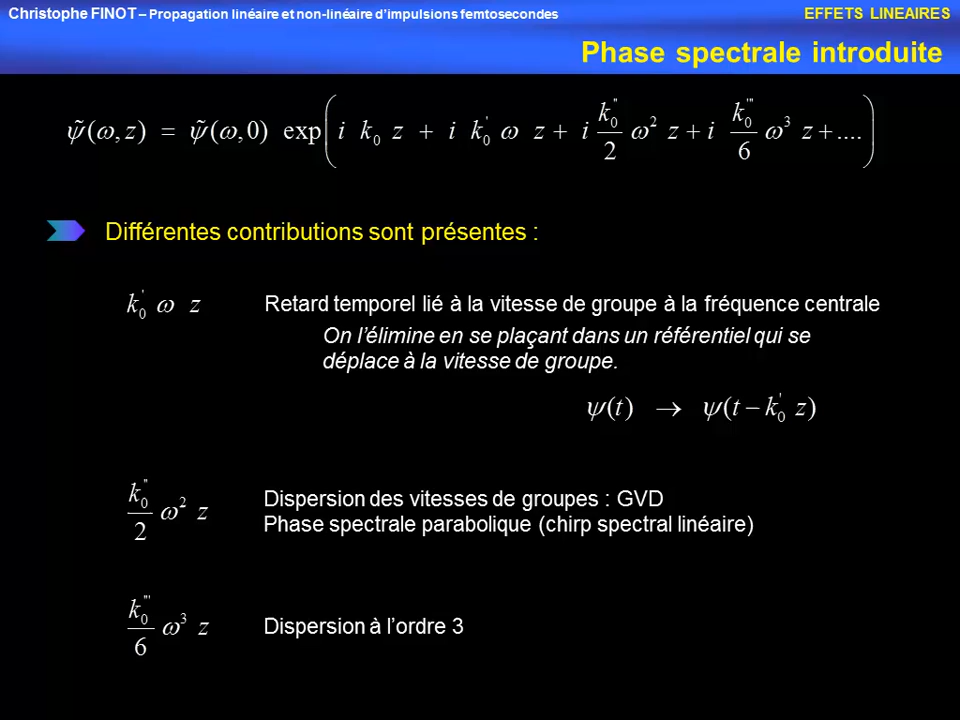 Christophe FINOT – Propagation linéaire et non-linéaire d'impulsions femtosecondes
EFFETS LINEAIRES
Phase spectrale introduite
ψ̃(ω, z) = ψ̃(ω,0) exp( i k₀ z + i k₀' ω z + i k₀''/2 ω² z + i k₀'''/6 ω³ z + .... )
Différentes contributions sont présentes :
k₀' ω z
Retard temporel lié à la vitesse de groupe à la fréquence centrale
On l'élimine en se plaçant dans un référentiel qui se
déplace à la vitesse de groupe.
ψ(t) → ψ(t − k₀' z)
k₀''/2 ω² z
Dispersion des vitesses de groupes : GVD
Phase spectrale parabolique (chirp spectral linéaire)
k₀'''/6 ω³ z
Dispersion à l'ordre 3